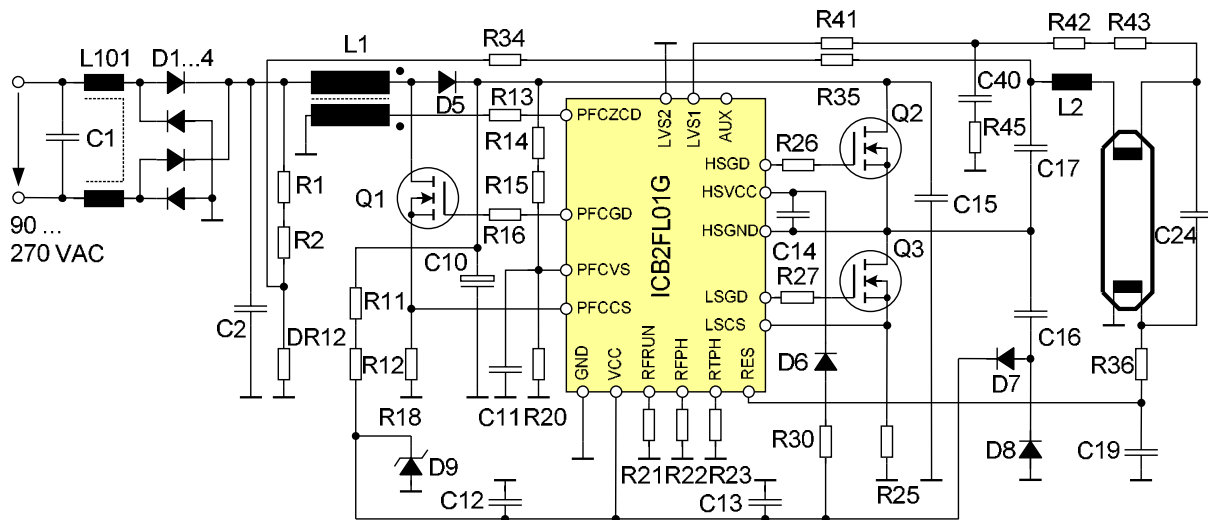 R41
R42
R43
L1
R34
L101
D1...4
C40
R35
D5
R13
L2
Q2
PFCZCD
LVS2
LVS1
AUX
R45
C1
R14
R26
HSGD
C17
R1
R15
HSVCC
Q1
C15
PFCGD
90 ...
R16
HSGND
270 VAC
R2
C14
C24
Q3
C10
ICB2FL01G
PFCVS
R27
R11
LSGD
PFCCS
C2
DR12
LSCS
C16
R12
D6
R36
GND
VCC
RFRUN
RFPH
RTPH
RES
D7
R18
C11
R20
R30
D8
C19
D9
R21
R22
R23
R25
C12
C13